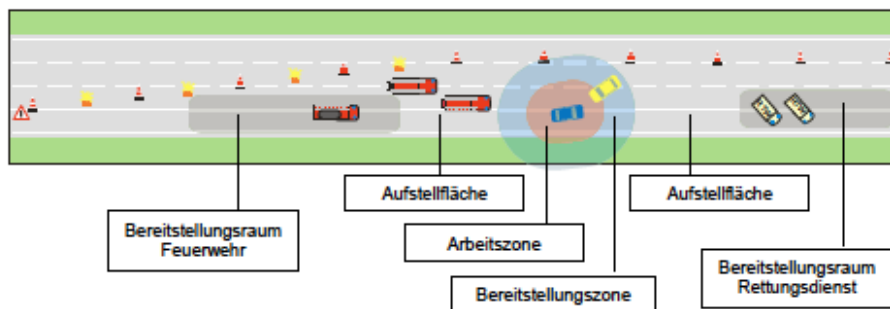 Aufstellfläche
Aufstellfläche
Bereitstellungsraum
Feuerwehr
Arbeitszone
Bereitstellungsraum
Rettungsdienst
Bereitstellungszone